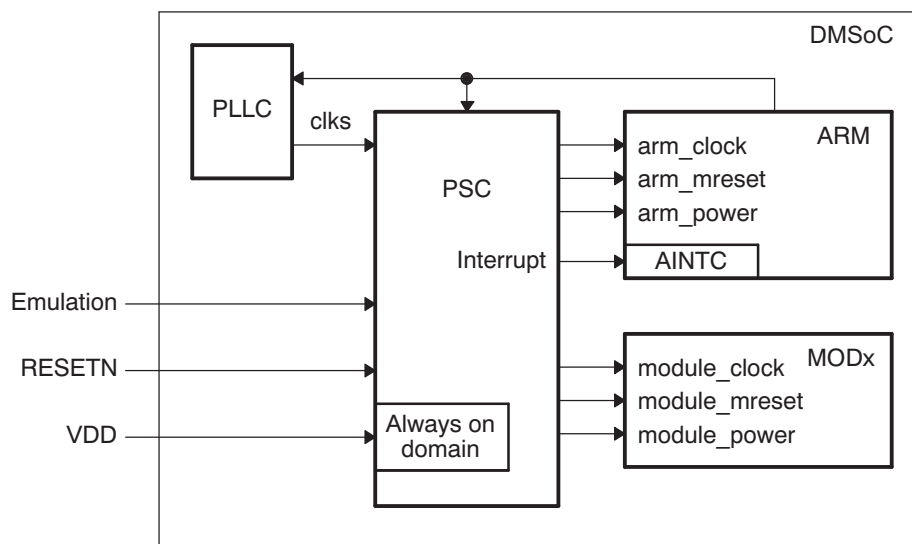 DMSoC
PLLC
clks
ARM
arm_clock
arm_mreset
arm_power
PSC
Interrupt
AINTC
Emulation
RESETN
VDD
Always on
domain
MODx
module_clock
module_mreset
module_power